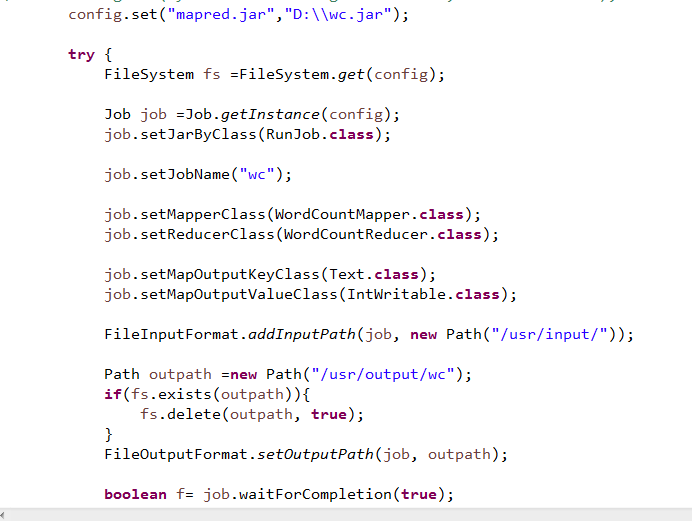 config.set("mapred.jar","D:\\wc.jar");
try {
FileSystem fs =FileSystem.get(config);
Job job =Job.getInstance(config);
job.setJarByClass(RunJob.class);
job.setJobName("wc");
job.setMapperClass(WordCountMapper.class);
job.setReducerClass(WordCountReducer.class);
job.setMapOutputKeyClass(Text.class);
job.setMapOutputValueClass(IntWritable.class);
FileInputFormat.addInputPath(job, new Path("/usr/input/"));
Path outpath =new Path("/usr/output/wc");
if(fs.exists(outpath)){
fs.delete(outpath, true);
}
FileOutputFormat.setOutputPath(job, outpath);
boolean f= job.waitForCompletion(true);